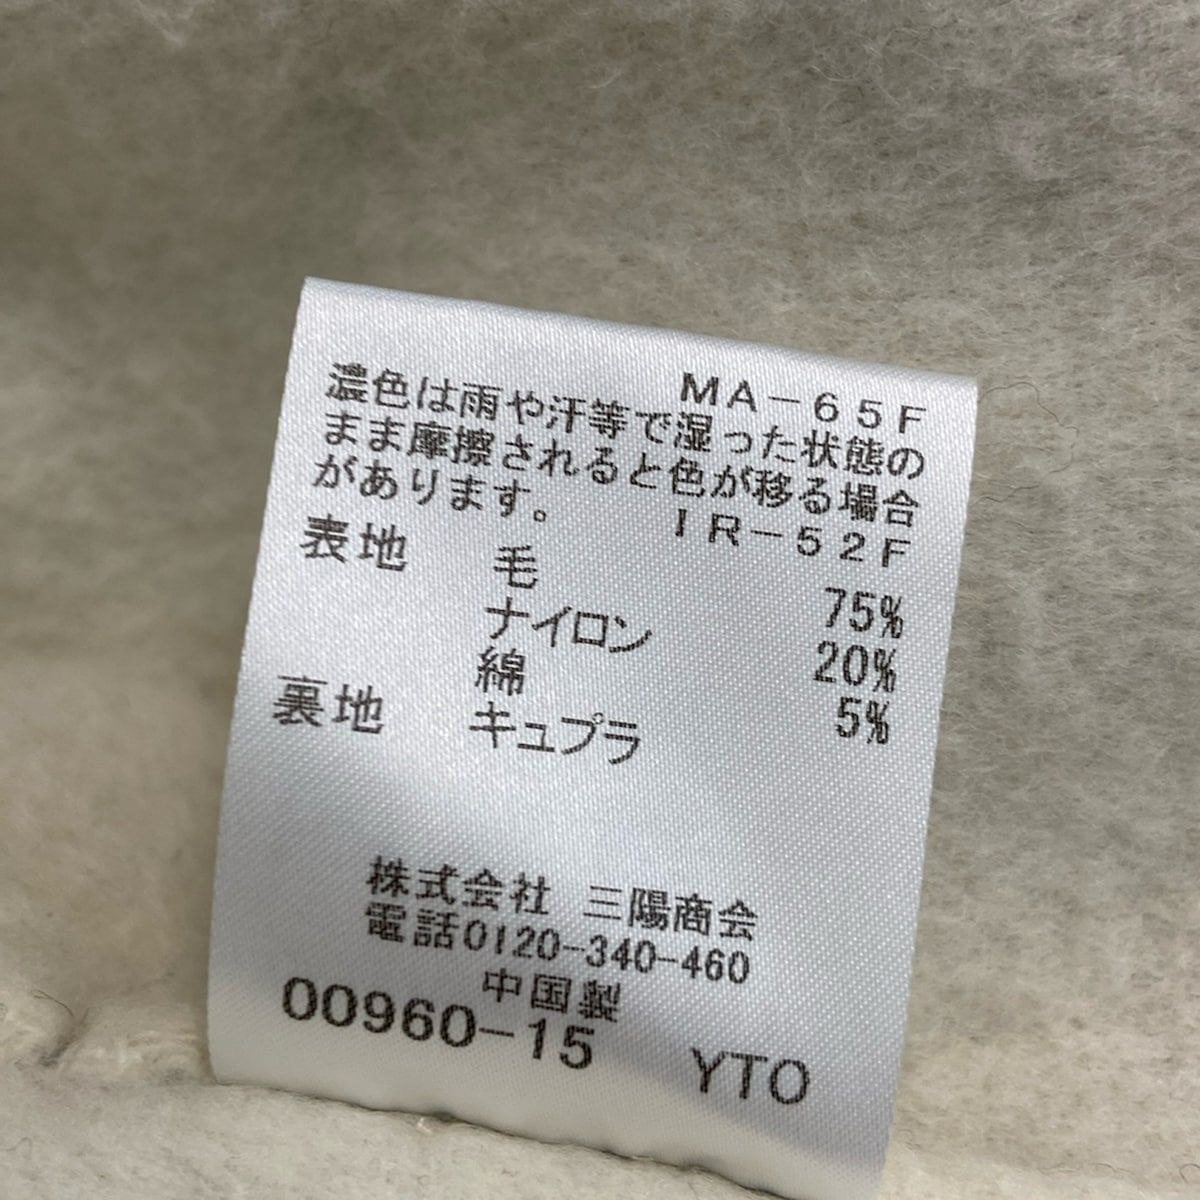 MA-65F
濃色は雨や汗等で湿った状態の
まま摩擦されると色が移る場合
があります。 IR-52F
表地 毛 75%
ナイロン 20%
綿 5%
裏地 キュプラ
株式会社 三陽商会
電話0120-340-460
中国製
00960-15 YTO